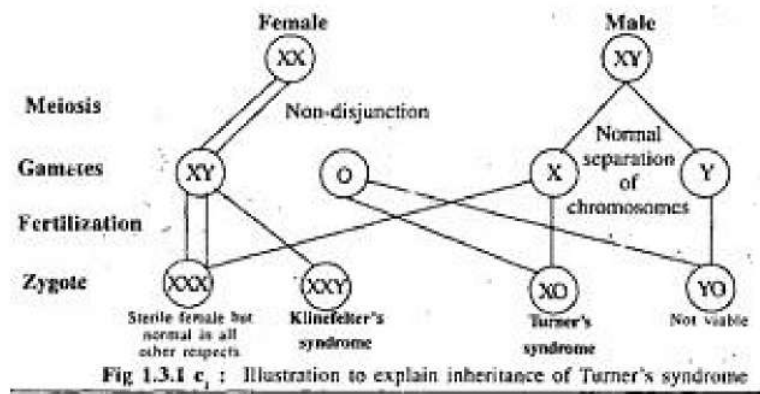 Female Male
XX XY
Meiosis
Non-disjunction
Normal
separation
of
chromosomes
Gametes XY O X Y
Fertilization
Zygote XXX XXY XO YO
Sterile female but
normal in all
other respects
Klinefelter's
syndrome
Turner's
syndrome
Not viable
Fig 1.3.1 c, : Illustration to explain inheritance of Turner's syndrome